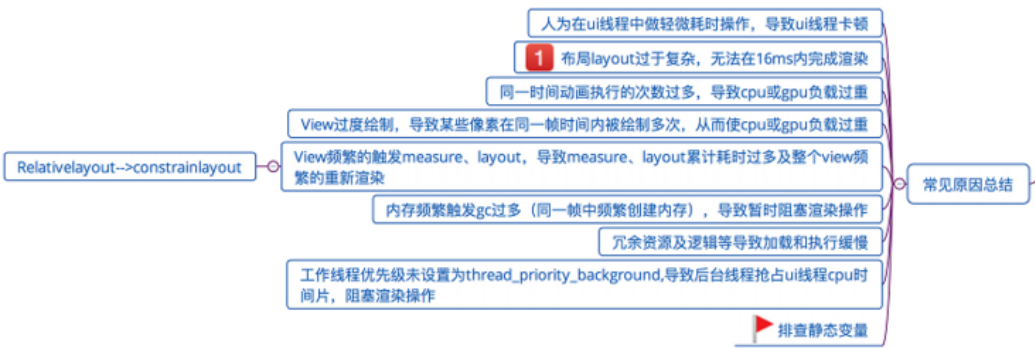 人为在ui线程中做轻微耗时操作，导致ui线程卡顿
1 布局layout过于复杂，无法在16ms内完成渲染
同一时间动画执行的次数过多，导致cpu或gpu负载过重
View过度绘制，导致某些像素在同一帧时间内被绘制多次，从而使cpu或gpu负载过重
Relativelayout-->constrainlayout
View频繁的触发measure、layout，导致measure、layout累计耗时过多及整个view频
繁的重新渲染
常见原因总结
内存频繁触发gc过多（同一帧中频繁创建内存），导致暂时阻塞渲染操作
冗余资源及逻辑等导致加载和执行缓慢
工作线程优先级未设置为thread_priority_background,导致后台线程抢占ui线程cpu时
间片，阻塞渲染操作
排查静态变量